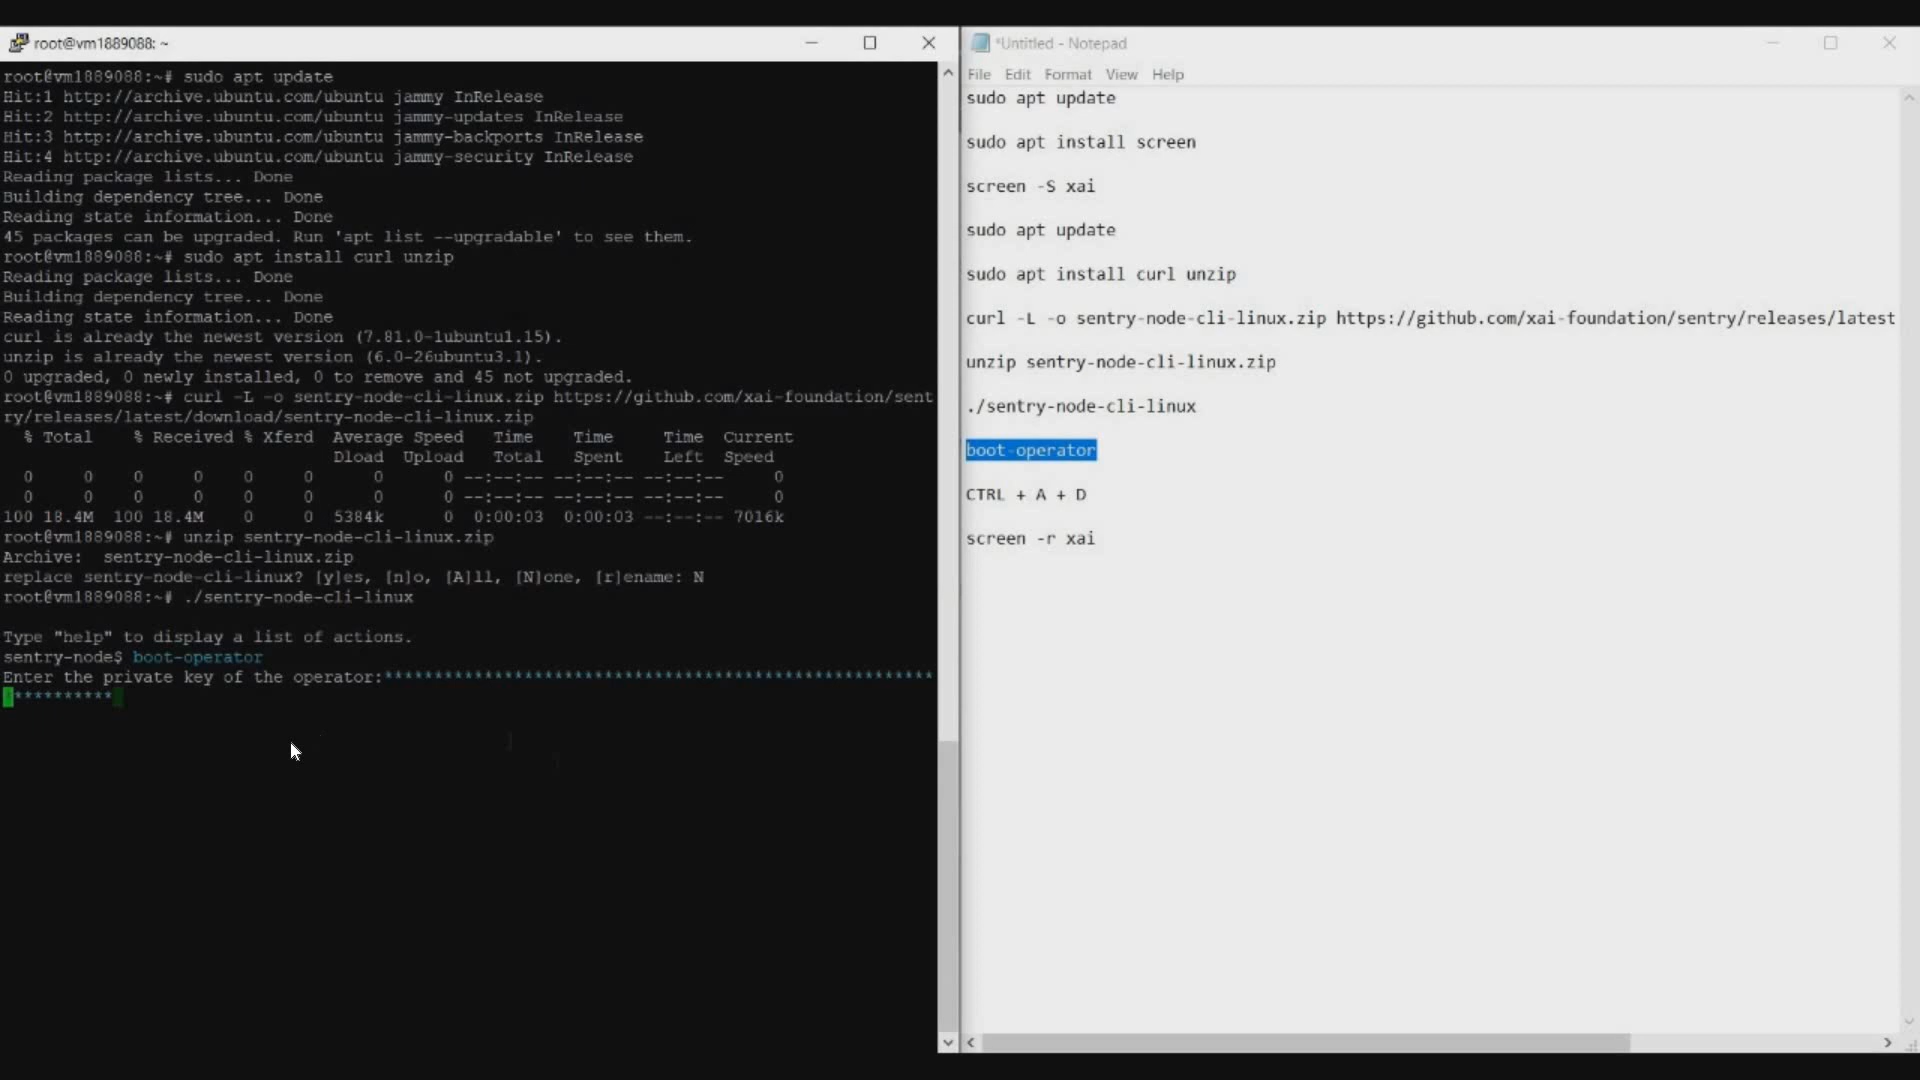 root@vm1889088: ~
root@vm1889088:~# sudo apt update
Hit:1 http://archive.ubuntu.com/ubuntu jammy InRelease
Hit:2 http://archive.ubuntu.com/ubuntu jammy-updates InRelease
Hit:3 http://archive.ubuntu.com/ubuntu jammy-backports InRelease
Hit:4 http://archive.ubuntu.com/ubuntu jammy-security InRelease
Reading package lists... Done
Building dependency tree... Done
Reading state information... Done
45 packages can be upgraded. Run 'apt list --upgradable' to see them.
root@vm1889088:~# sudo apt install curl unzip
Reading package lists... Done
Building dependency tree... Done
Reading state information... Done
curl is already the newest version (7.81.0-1ubuntu1.15).
unzip is already the newest version (6.0-26ubuntu3.1).
0 upgraded, 0 newly installed, 0 to remove and 45 not upgraded.
root@vm1889088:~# curl -L -o sentry-node-cli-linux.zip https://github.com/xai-foundation/sent
ry/releases/latest/download/sentry-node-cli-linux.zip
% Total % Received % Xferd Average Speed Time Time Time Current
Dload Upload Total Spent Left Speed
0 0 0 0 0 0 0 0 --:--:-- --:--:-- --:--:-- 0
0 0 0 0 0 0 0 0 --:--:-- --:--:-- --:--:-- 0
100 18.4M 100 18.4M 0 0 5384k 0 0:00:03 0:00:03 --:--:-- 7016k
root@vm1889088:~# unzip sentry-node-cli-linux.zip
Archive: sentry-node-cli-linux.zip
replace sentry-node-cli-linux? [y]es, [n]o, [A]ll, [N]one, [r]ename: N
root@vm1889088:~# ./sentry-node-cli-linux
Type "help" to display a list of actions.
sentry-node$ boot-operator
Enter the private key of the operator:*******************************************************
**********
*Untitled - Notepad
File Edit Format View Help
sudo apt update
sudo apt install screen
screen -S xai
sudo apt update
sudo apt install curl unzip
curl -L -o sentry-node-cli-linux.zip https://github.com/xai-foundation/sentry/releases/latest
unzip sentry-node-cli-linux.zip
./sentry-node-cli-linux
boot-operator
CTRL + A + D
screen -r xai